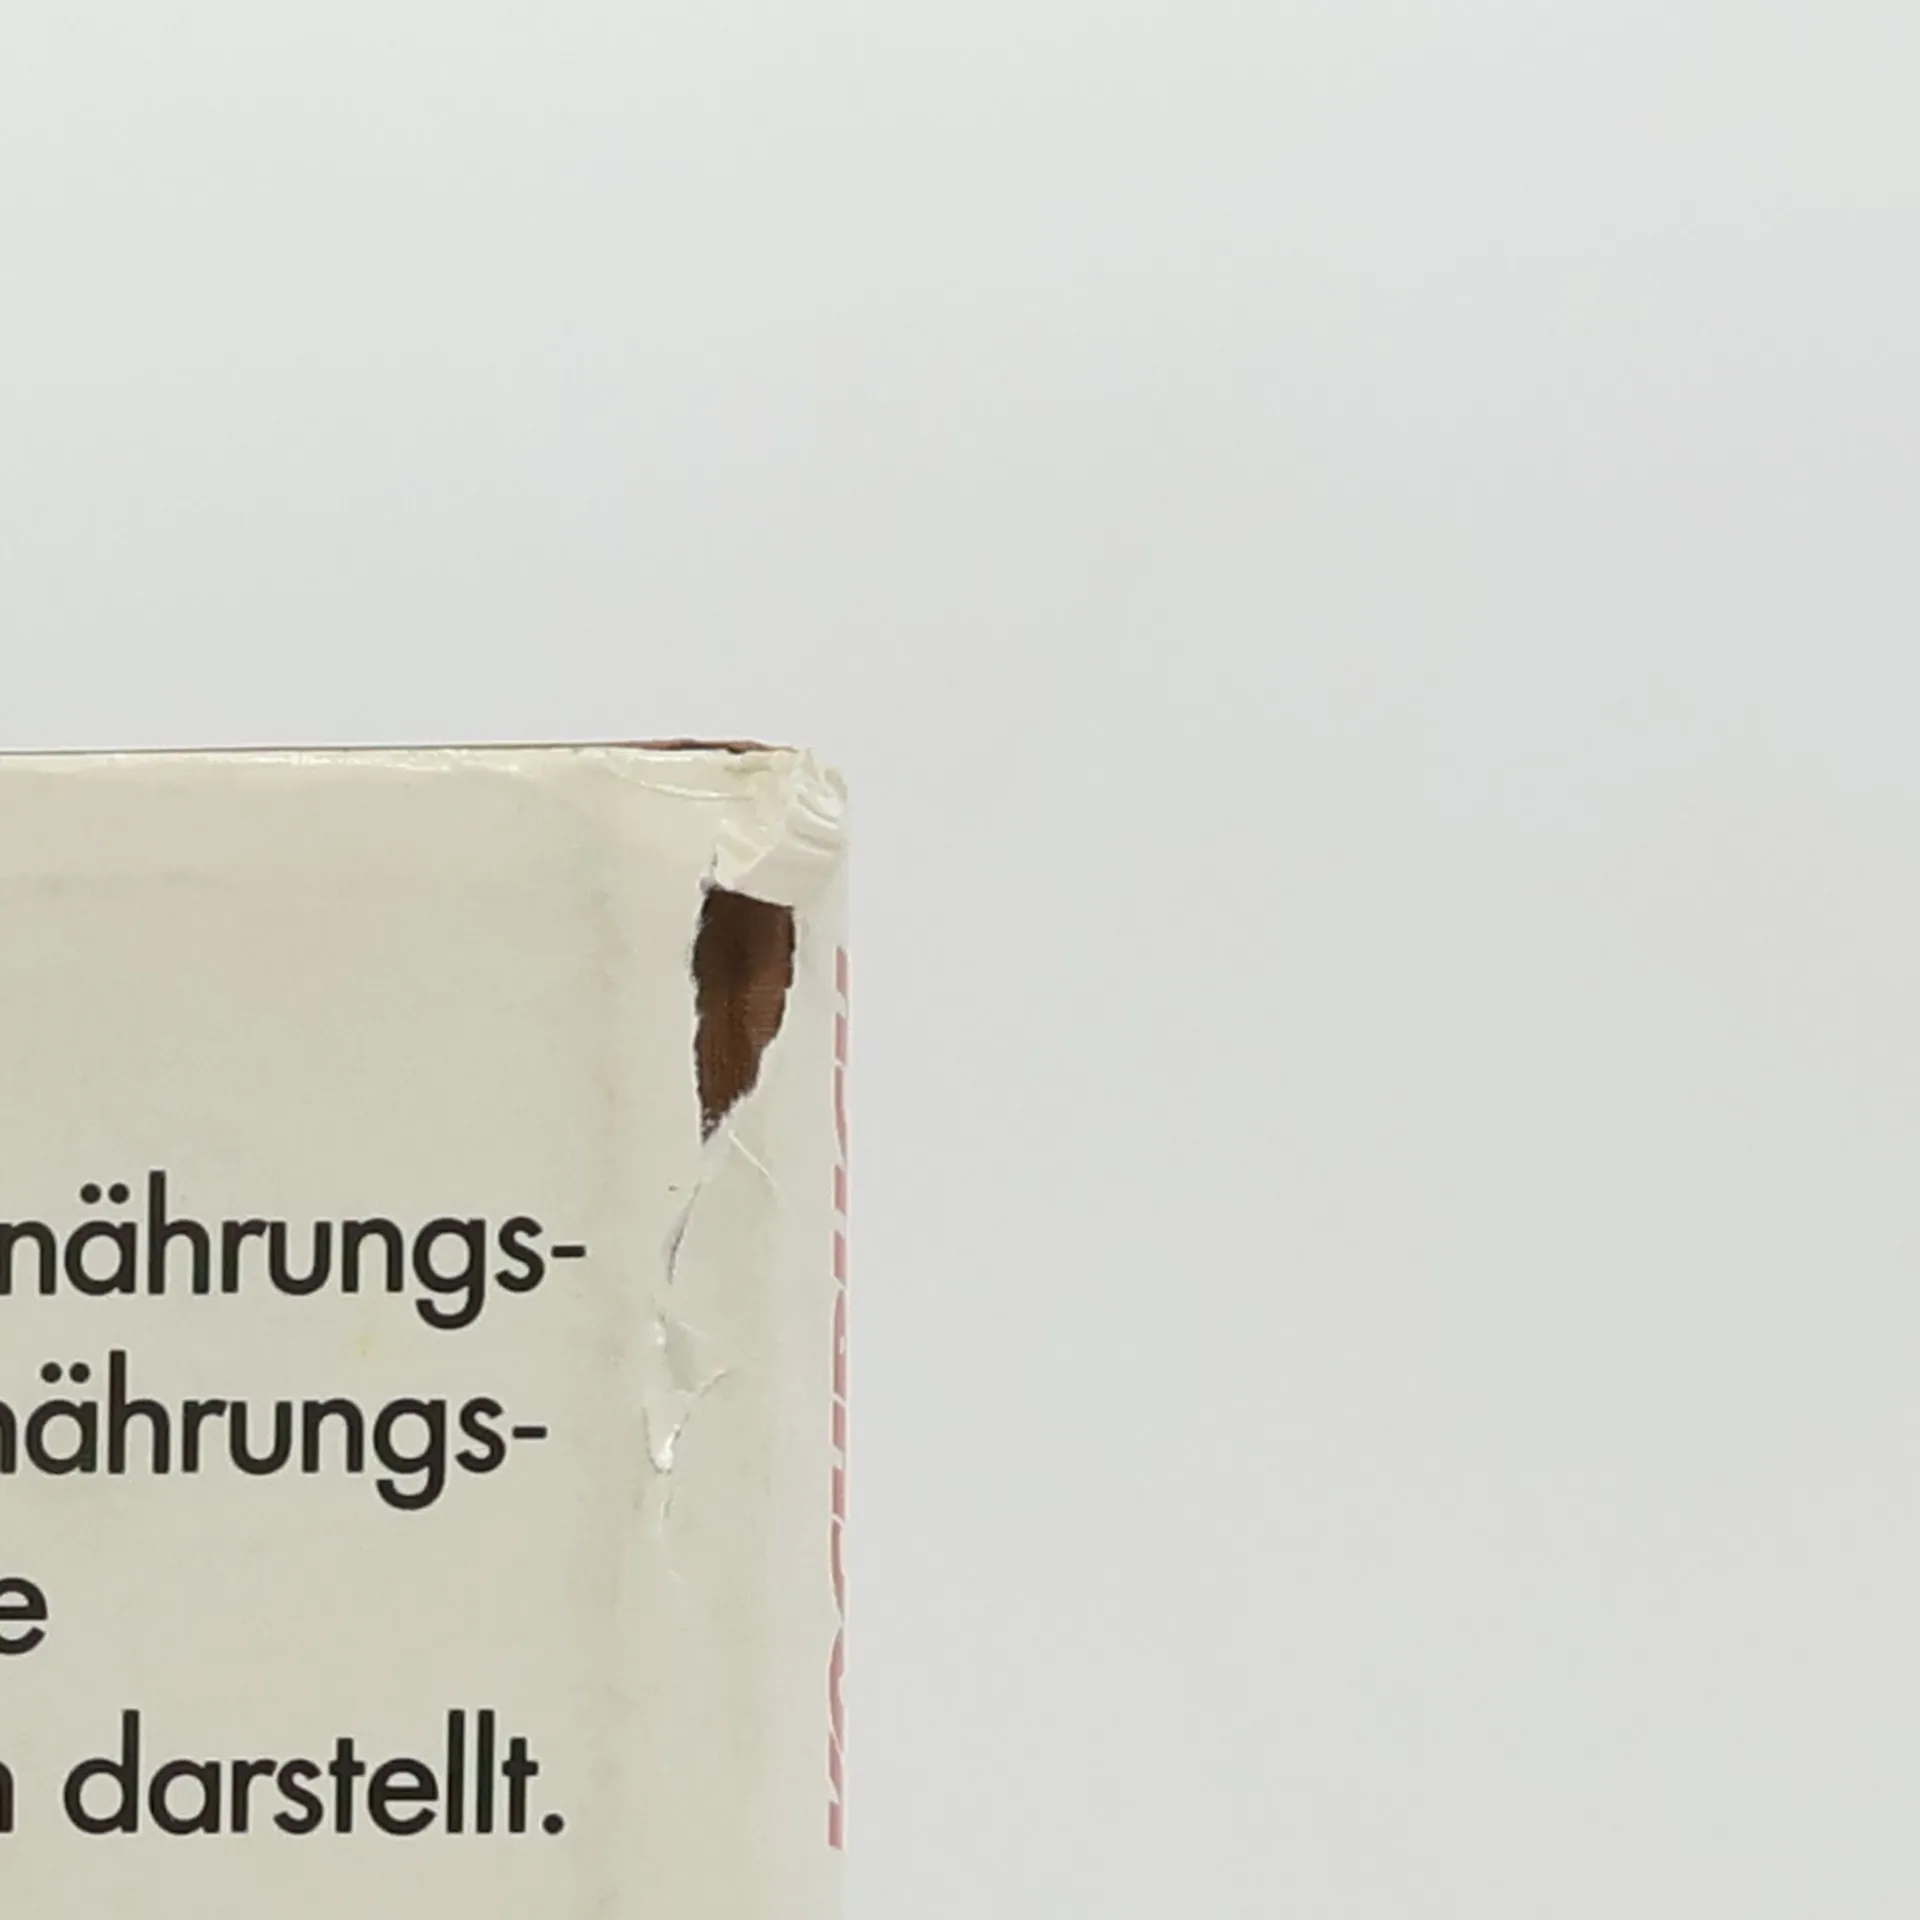 nährungs-
nährungs-
e
n darstellt.